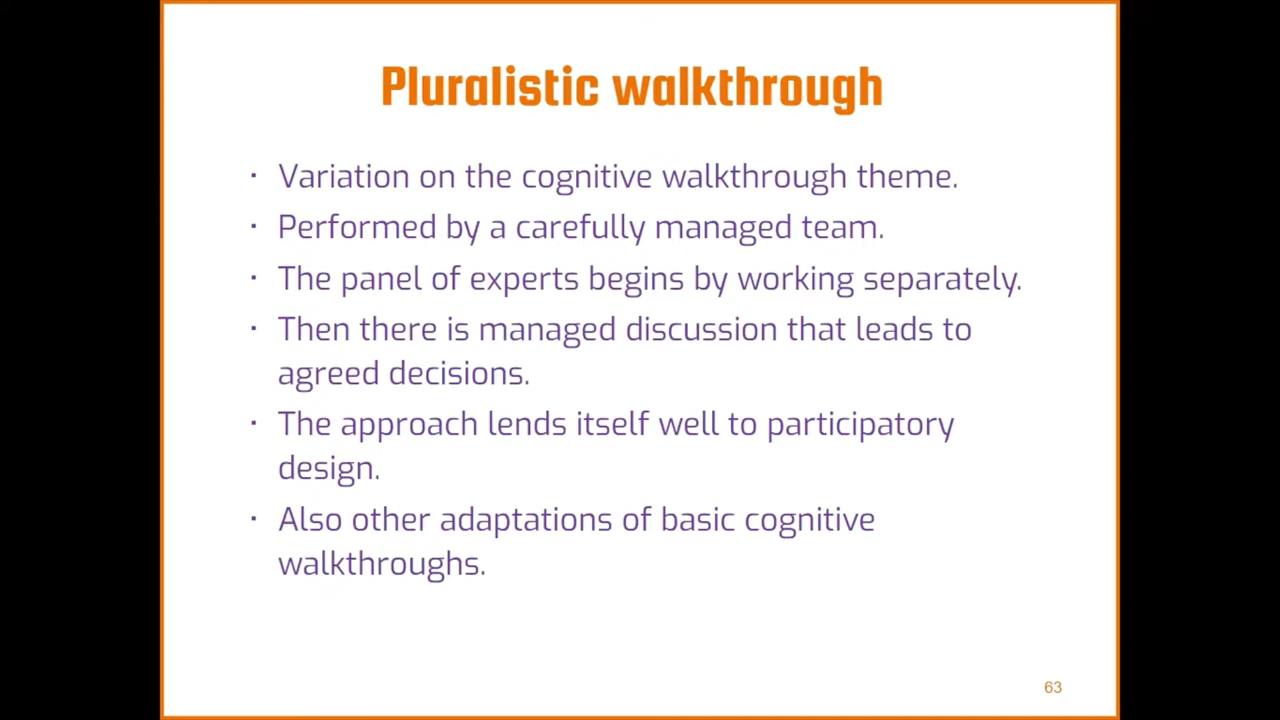 Pluralistic walkthrough
· Variation on the cognitive walkthrough theme.
· Performed by a carefully managed team.
· The panel of experts begins by working separately.
· Then there is managed discussion that leads to
agreed decisions.
· The approach lends itself well to participatory
design.
· Also other adaptations of basic cognitive
walkthroughs.
63